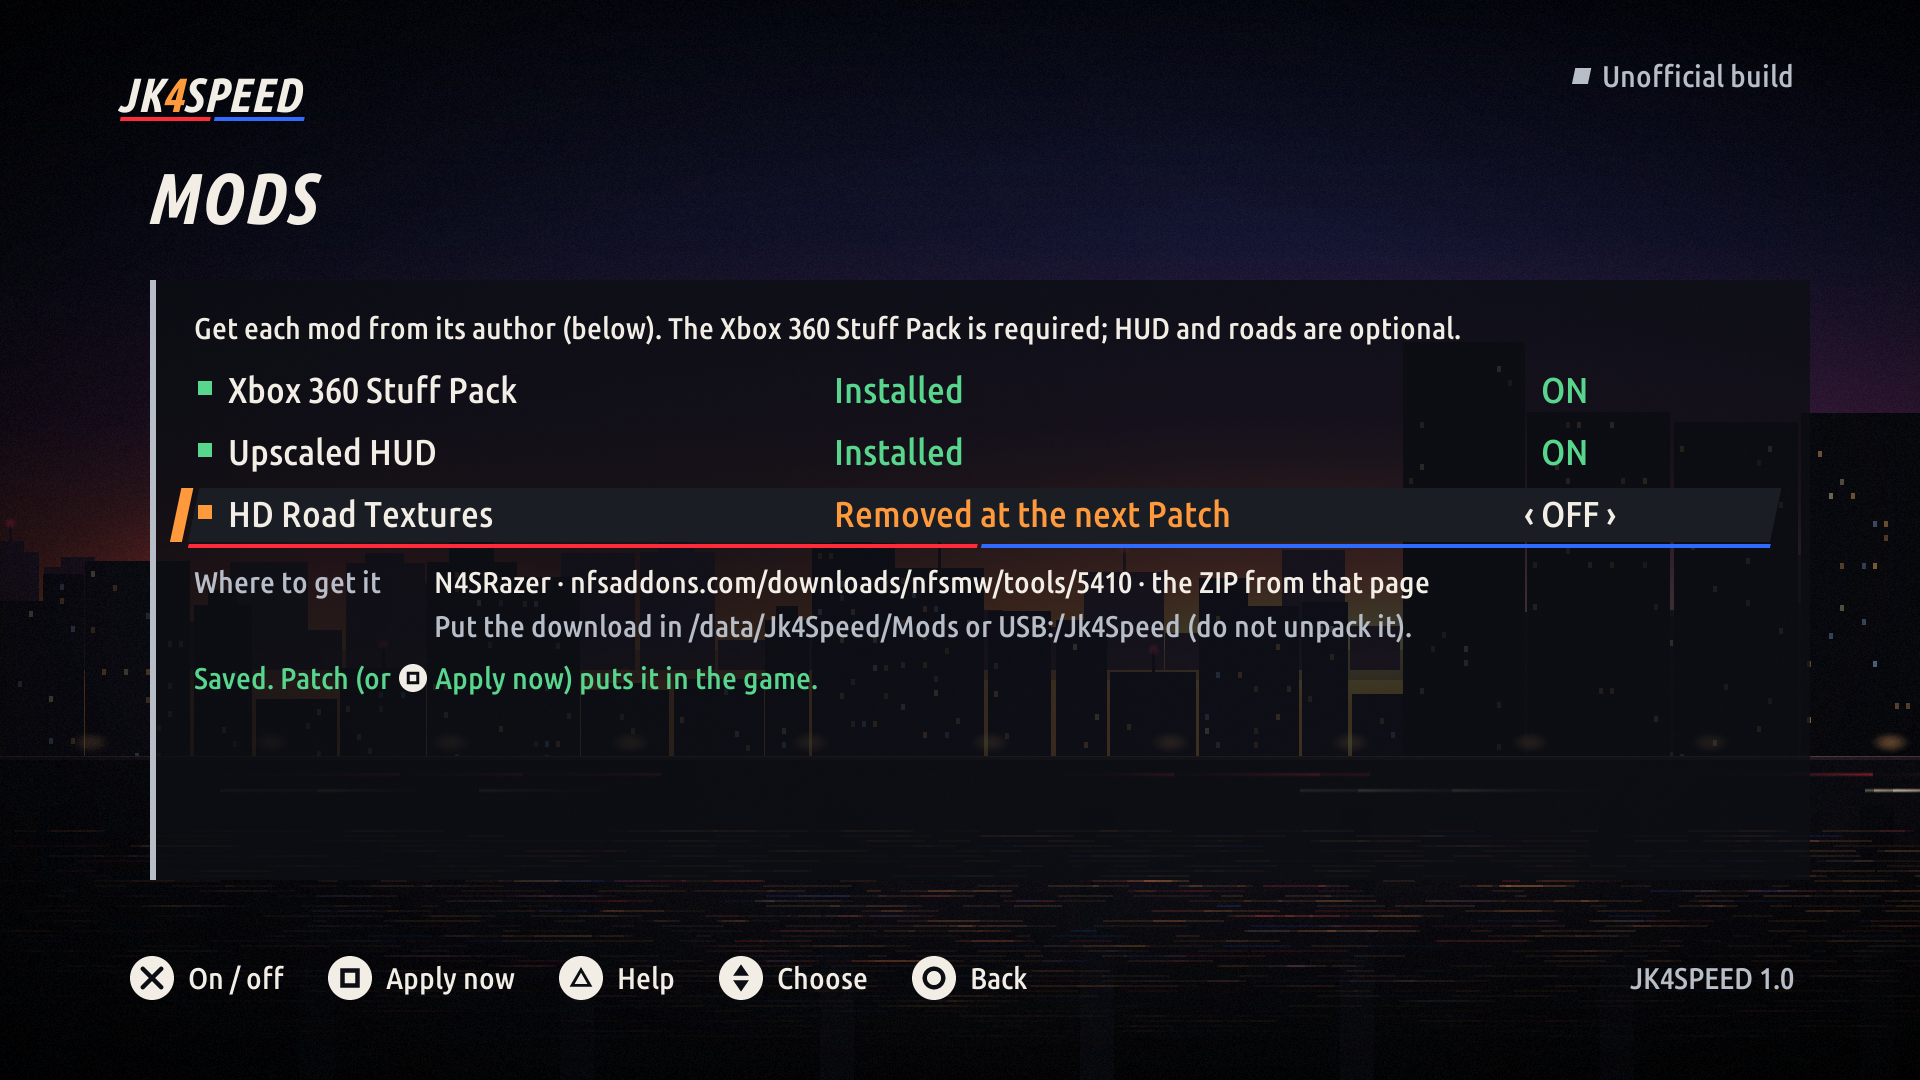 JK4SPEED
Unofficial build
MODS
Get each mod from its author (below). The Xbox 360 Stuff Pack is required; HUD and roads are optional.
Xbox 360 Stuff Pack Installed ON
Upscaled HUD Installed ON
HD Road Textures Removed at the next Patch ‹ OFF ›
Where to get it N4SRazer · nfsaddons.com/downloads/nfsmw/tools/5410 · the ZIP from that page
Put the download in /data/Jk4Speed/Mods or USB:/Jk4Speed (do not unpack it).
Saved. Patch (or Apply now) puts it in the game.
On / off Apply now Help Choose Back JK4SPEED 1.0